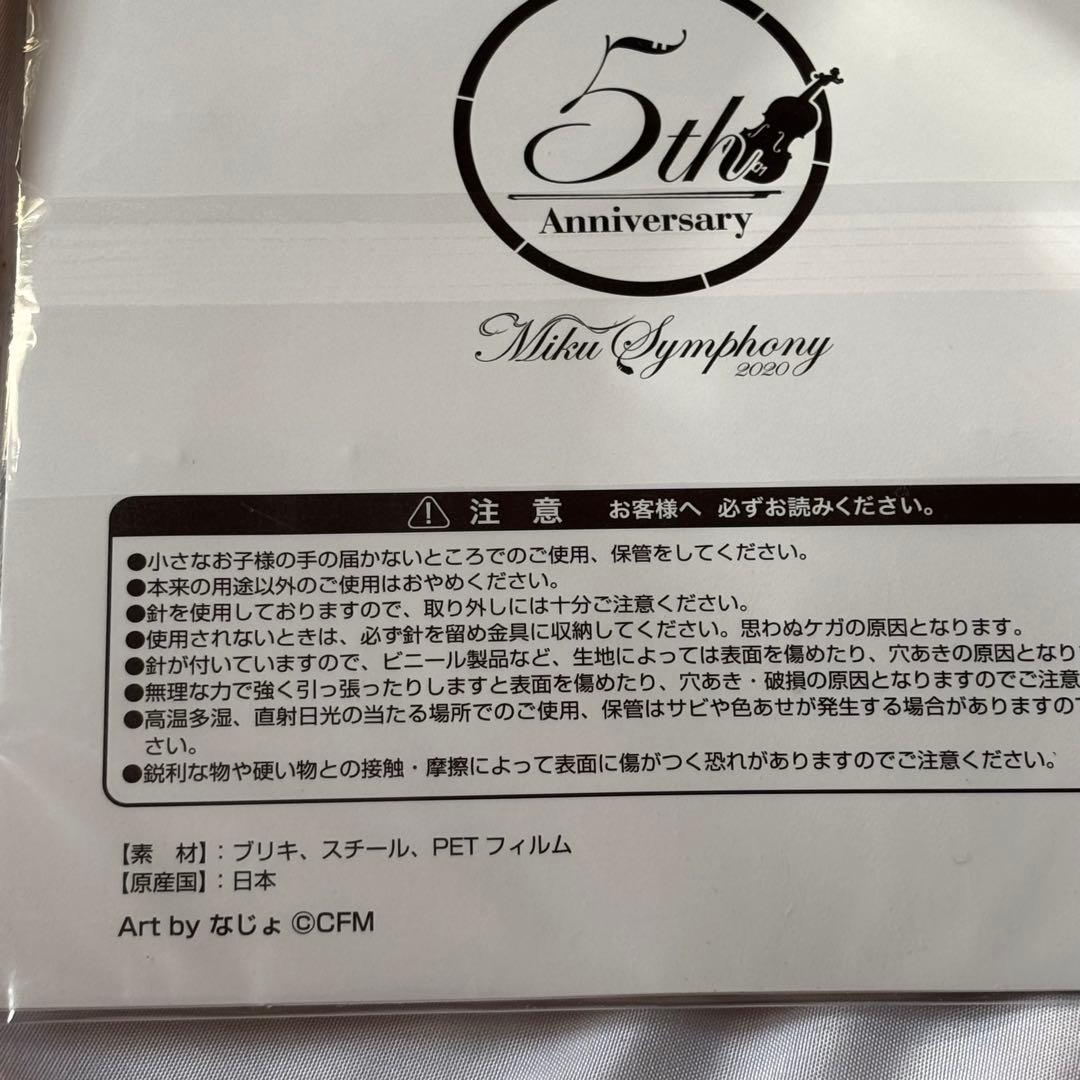 5th
Anniversary
Miku Symphony
2020
注 意 お客様へ 必ずお読みください。
●小さなお子様の手の届かないところでのご使用、保管をしてください。
●本来の用途以外のご使用はおやめください。
●針を使用しておりますので、取り外しには十分ご注意ください。
●使用されないときは、必ず針を留め金具に収納してください。思わぬケガの原因となります。
●針が付いていますので、ビニール製品など、生地によっては表面を傷めたり、穴あきの原因となり
●無理な力で強く引っ張ったりしますと表面を傷めたり、穴あき・破損の原因となりますのでご注意
●高温多湿、直射日光の当たる場所でのご使用、保管はサビや色あせが発生する場合がありますの
さい。
●鋭利な物や硬い物との接触・摩擦によって表面に傷がつく恐れがありますのでご注意ください。
【素 材】：ブリキ、スチール、PET フィルム
【原産国】：日本
Art by なじょ ©CFM